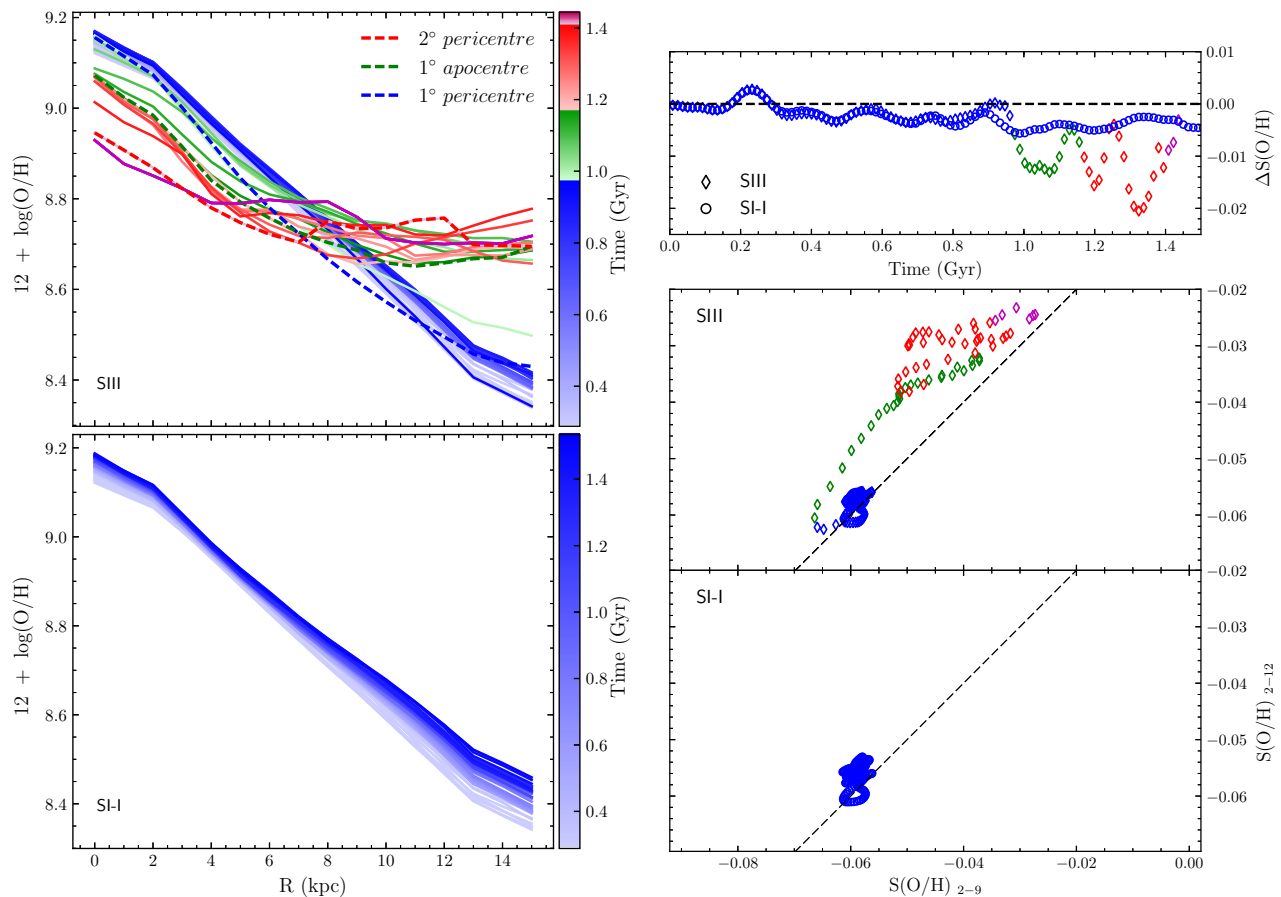 2° pericentre
1° apocentre
1° pericentre
SIII
12 + log(O/H)
9.2
9.0
8.8
8.6
8.4
1.4
1.2
1.0
0.8
0.6
0.4
Time (Gyr)
SI-I
12 + log(O/H)
9.2
9.0
8.8
8.6
8.4
0 2 4 6 8 10 12 14
R (kpc)
1.4
1.2
1.0
0.8
0.6
0.4
Time (Gyr)
SIII
SI-I
0.01
0.00
−0.01
−0.02
ΔS(O/H)
0.0 0.2 0.4 0.6 0.8 1.0 1.2 1.4
Time (Gyr)
SIII
−0.02
−0.03
−0.04
−0.05
−0.06
SI-I
−0.02
−0.03
−0.04
−0.05
−0.06
S(O/H) 2−12
−0.08 −0.06 −0.04 −0.02 0.00
S(O/H) 2−9